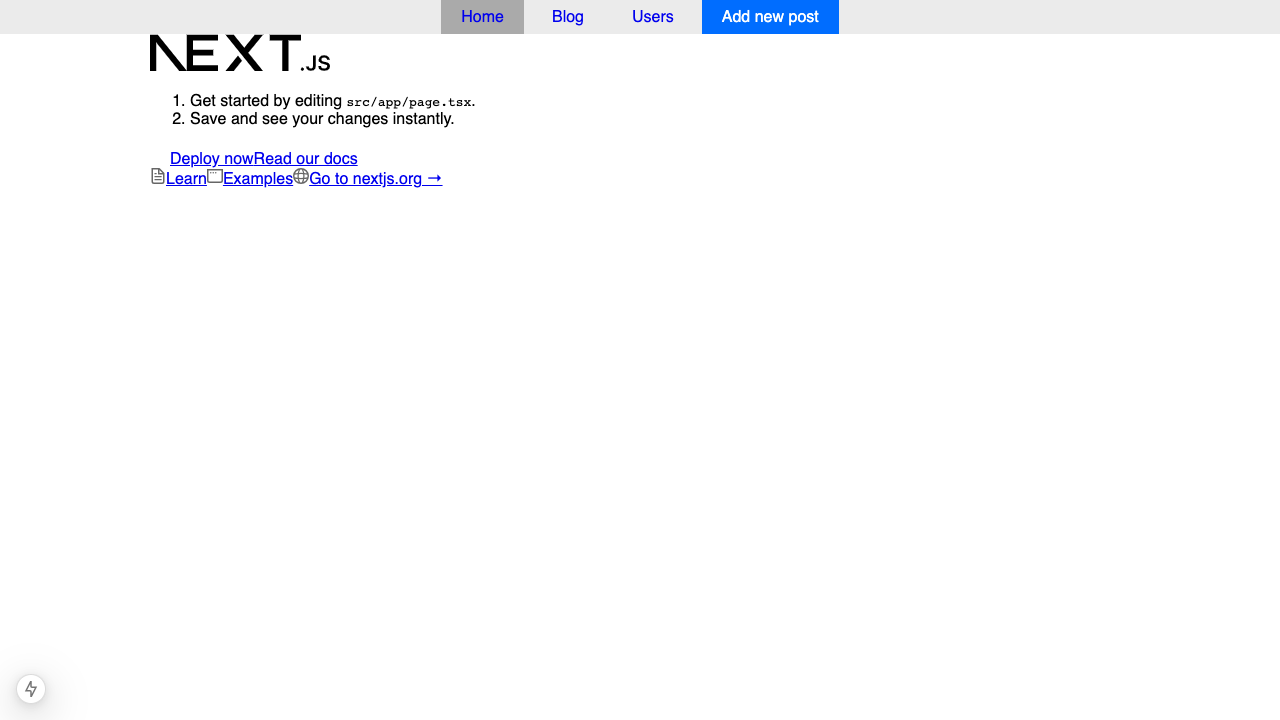 Home Blog Users Add new post
NEXT.JS
1. Get started by editing src/app/page.tsx.
2. Save and see your changes instantly.
Deploy nowRead our docs
LearnExamplesGo to nextjs.org →